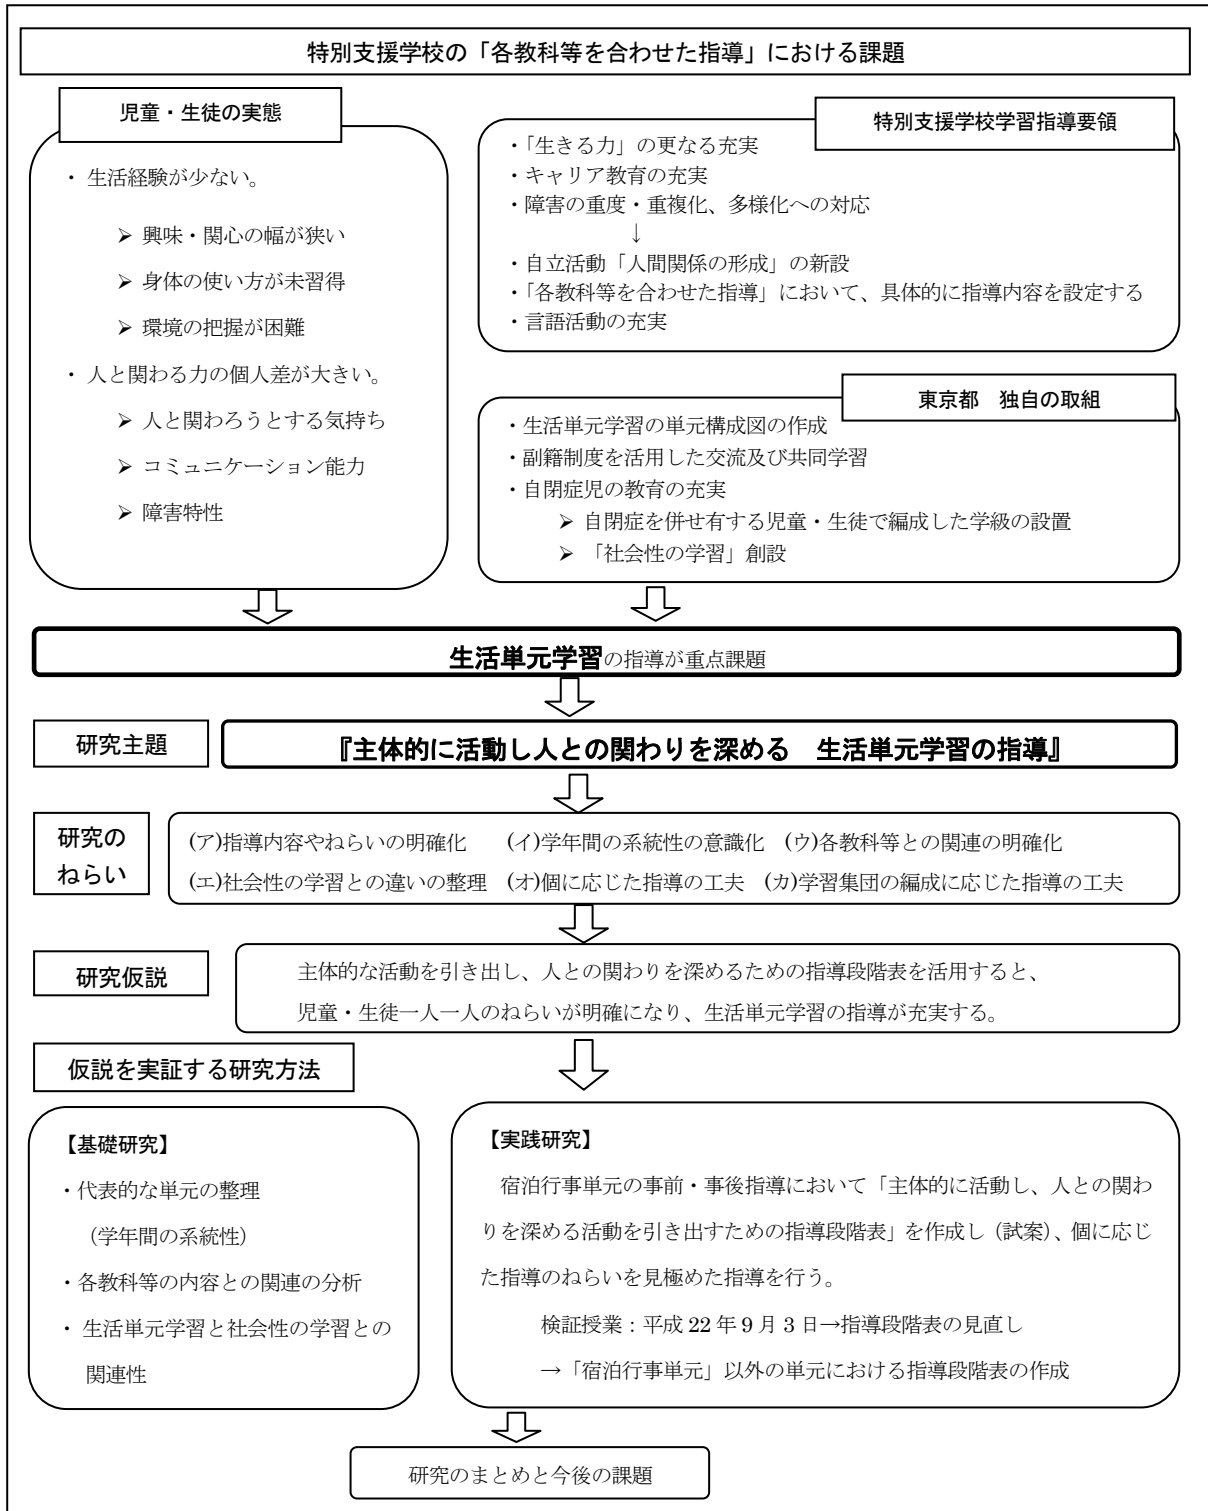 特別支援学校の「各教科等を合わせた指導」における課題
児童・生徒の実態
・ 生活経験が少ない。
➢ 興味・関心の幅が狭い
➢ 身体の使い方が未習得
➢ 環境の把握が困難
・ 人と関わる力の個人差が大きい。
➢ 人と関わろうとする気持ち
➢ コミュニケーション能力
➢ 障害特性
特別支援学校学習指導要領
・「生きる力」の更なる充実
・キャリア教育の充実
・障害の重度・重複化、多様化への対応
↓
・自立活動「人間関係の形成」の新設
・「各教科等を合わせた指導」において、具体的に指導内容を設定する
・言語活動の充実
東京都　独自の取組
・生活単元学習の単元構成図の作成
・副籍制度を活用した交流及び共同学習
・自閉症児の教育の充実
➢ 自閉症を併せ有する児童・生徒で編成した学級の設置
➢ 「社会性の学習」創設
生活単元学習の指導が重点課題
研究主題
『主体的に活動し人との関わりを深める　生活単元学習の指導』
研究の
ねらい
(ア)指導内容やねらいの明確化　(イ)学年間の系統性の意識化　(ウ)各教科等との関連の明確化
(エ)社会性の学習との違いの整理　(オ)個に応じた指導の工夫　(カ)学習集団の編成に応じた指導の工夫
研究仮説
主体的な活動を引き出し、人との関わりを深めるための指導段階表を活用すると、
児童・生徒一人一人のねらいが明確になり、生活単元学習の指導が充実する。
仮説を実証する研究方法
【基礎研究】
・代表的な単元の整理
（学年間の系統性）
・各教科等の内容との関連の分析
・ 生活単元学習と社会性の学習との
関連性
【実践研究】
宿泊行事単元の事前・事後指導において「主体的に活動し、人との関わ
りを深める活動を引き出すための指導段階表」を作成し（試案）、個に応じ
た指導のねらいを見極めた指導を行う。
検証授業：平成 22 年 9 月 3 日→指導段階表の見直し
→「宿泊行事単元」以外の単元における指導段階表の作成
研究のまとめと今後の課題